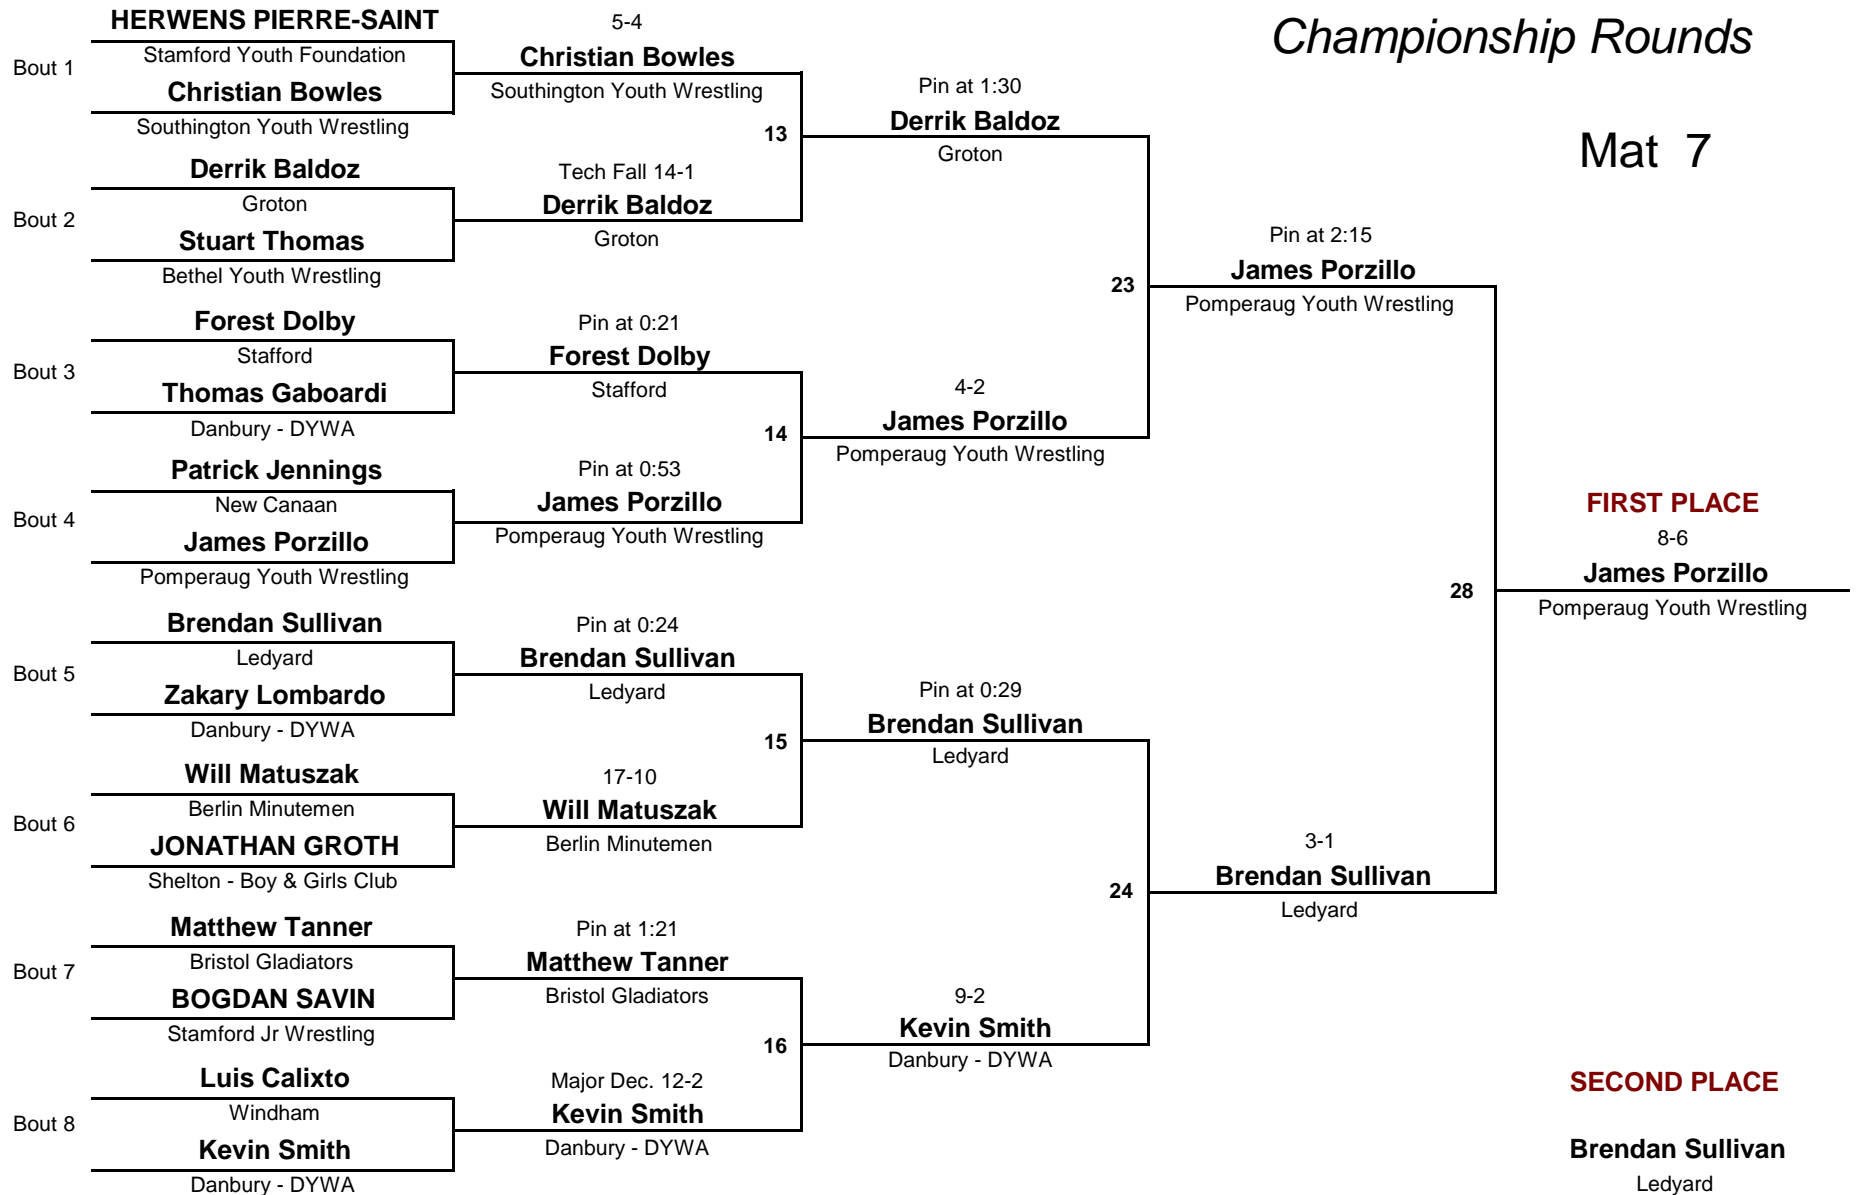 Championship Rounds
Mat 7
HERWENS PIERRE-SAINT
Stamford Youth Foundation
Bout 1
Christian Bowles
Southington Youth Wrestling
Derrik Baldoz
Groton
Bout 2
Stuart Thomas
Bethel Youth Wrestling
Forest Dolby
Stafford
Bout 3
Thomas Gaboardi
Danbury - DYWA
Patrick Jennings
New Canaan
Bout 4
James Porzillo
Pomperaug Youth Wrestling
Brendan Sullivan
Ledyard
Bout 5
Zakary Lombardo
Danbury - DYWA
Will Matuszak
Berlin Minutemen
Bout 6
JONATHAN GROTH
Shelton - Boy & Girls Club
Matthew Tanner
Bristol Gladiators
Bout 7
BOGDAN SAVIN
Stamford Jr Wrestling
Luis Calixto
Windham
Bout 8
Kevin Smith
Danbury - DYWA
5-4
Christian Bowles
Southington Youth Wrestling
13
Tech Fall 14-1
Derrik Baldoz
Groton
Pin at 0:21
Forest Dolby
Stafford
14
Pin at 0:53
James Porzillo
Pomperaug Youth Wrestling
Pin at 0:24
Brendan Sullivan
Ledyard
15
17-10
Will Matuszak
Berlin Minutemen
Pin at 1:21
Matthew Tanner
Bristol Gladiators
16
Major Dec. 12-2
Kevin Smith
Danbury - DYWA
Pin at 1:30
Derrik Baldoz
Groton
23
4-2
James Porzillo
Pomperaug Youth Wrestling
Pin at 0:29
Brendan Sullivan
Ledyard
24
9-2
Kevin Smith
Danbury - DYWA
Pin at 2:15
James Porzillo
Pomperaug Youth Wrestling
28
3-1
Brendan Sullivan
Ledyard
FIRST PLACE
8-6
James Porzillo
Pomperaug Youth Wrestling
SECOND PLACE
Brendan Sullivan
Ledyard